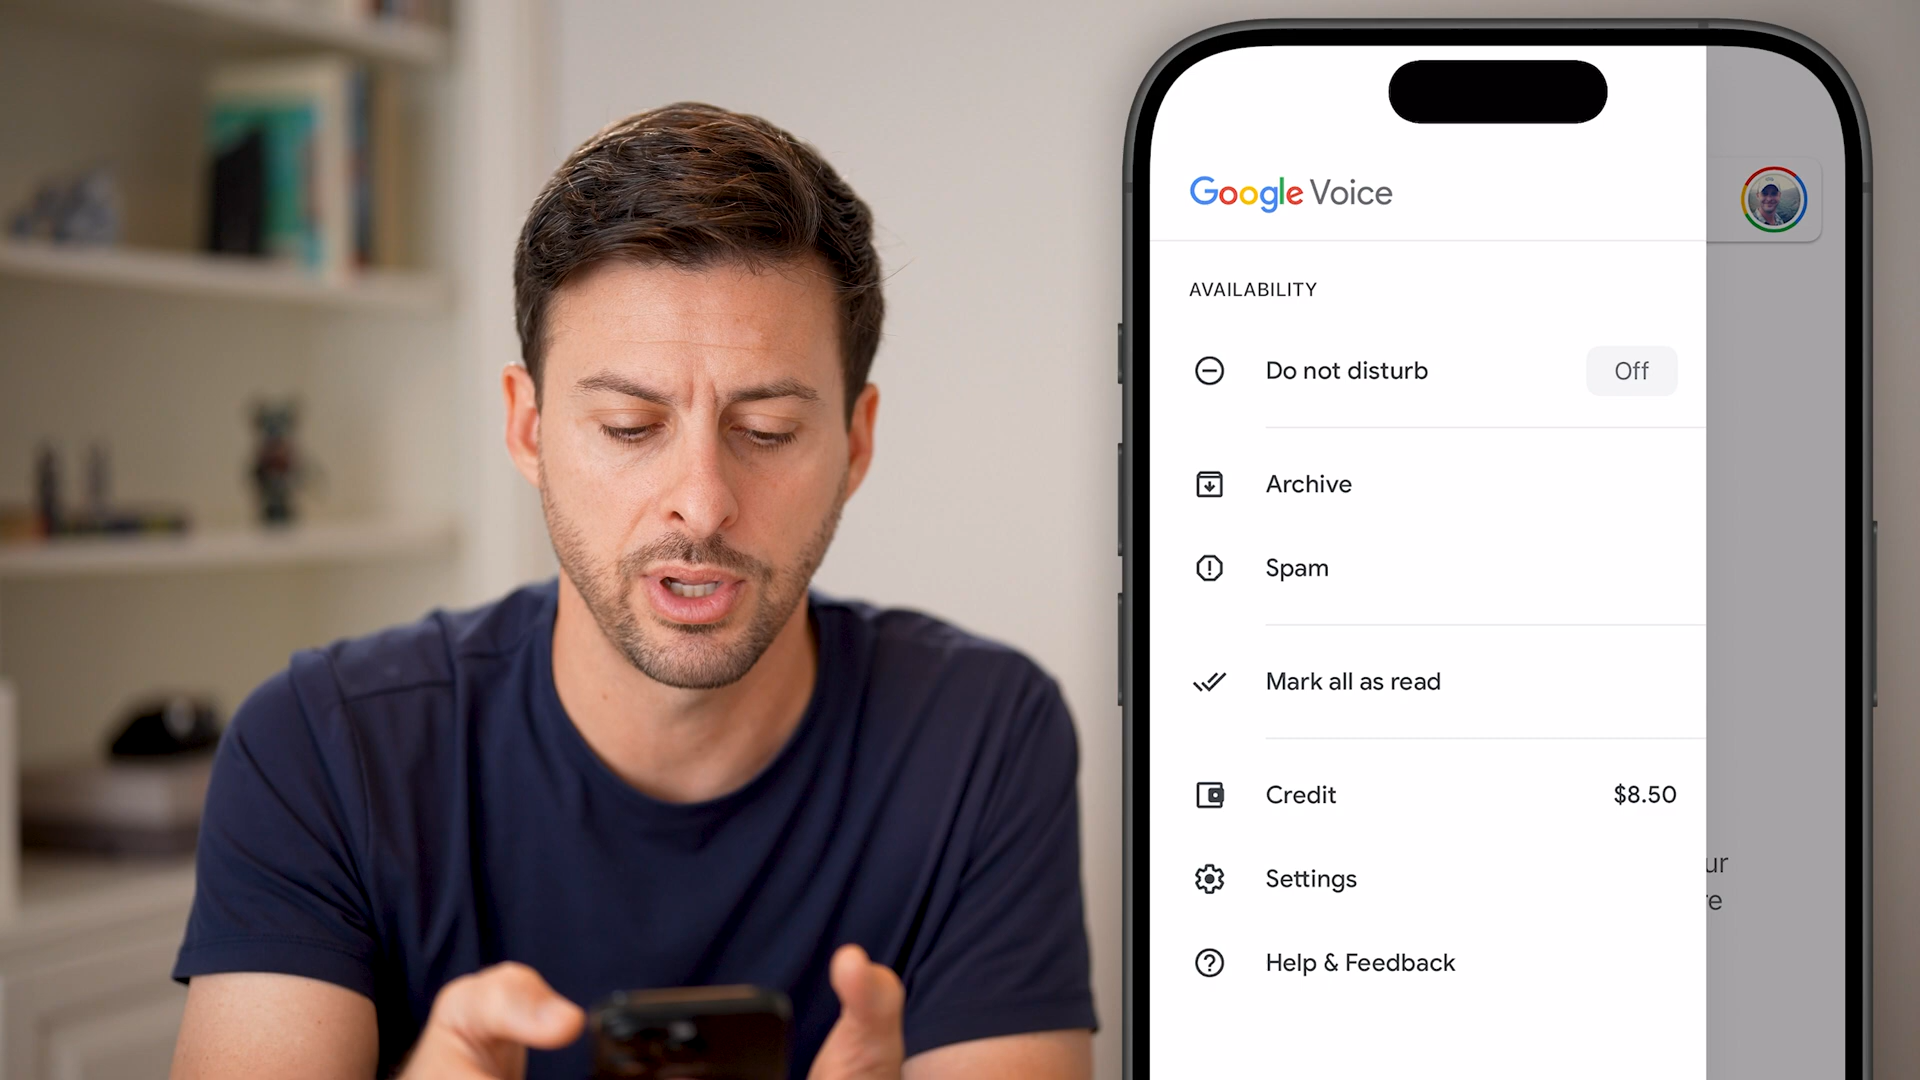 Google Voice
AVAILABILITY
Do not disturb Off
Archive
Spam
Mark all as read
Credit $8.50
Settings
Help & Feedback